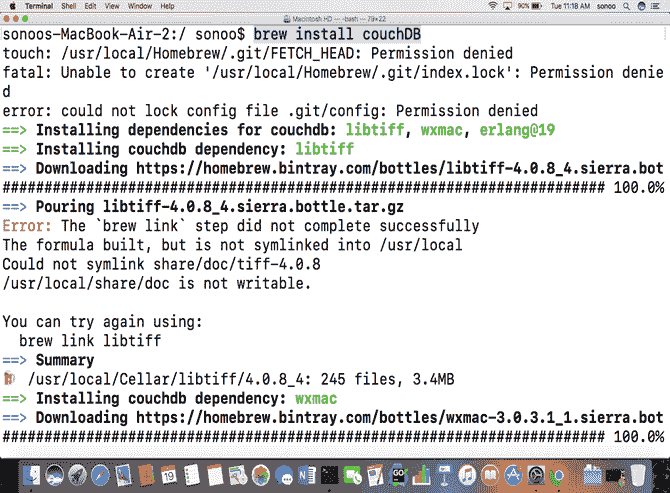 Terminal Shell Edit View Window Help 90% Tue 11:18 AM sonoo
Macintosh HD — -bash — 79×22
sonoos-MacBook-Air-2:/ sonoo$ brew install couchDB
touch: /usr/local/Homebrew/.git/FETCH_HEAD: Permission denied
fatal: Unable to create '/usr/local/Homebrew/.git/index.lock': Permission denie
d
error: could not lock config file .git/config: Permission denied
==> Installing dependencies for couchdb: libtiff, wxmac, erlang@19
==> Installing couchdb dependency: libtiff
==> Downloading https://homebrew.bintray.com/bottles/libtiff-4.0.8_4.sierra.bot
######################################################################## 100.0%
==> Pouring libtiff-4.0.8_4.sierra.bottle.tar.gz
Error: The `brew link` step did not complete successfully
The formula built, but is not symlinked into /usr/local
Could not symlink share/doc/tiff-4.0.8
/usr/local/share/doc is not writable.
You can try again using:
brew link libtiff
==> Summary
/usr/local/Cellar/libtiff/4.0.8_4: 245 files, 3.4MB
==> Installing couchdb dependency: wxmac
==> Downloading https://homebrew.bintray.com/bottles/wxmac-3.0.3.1_1.sierra.bot
######################################################################## 100.0%